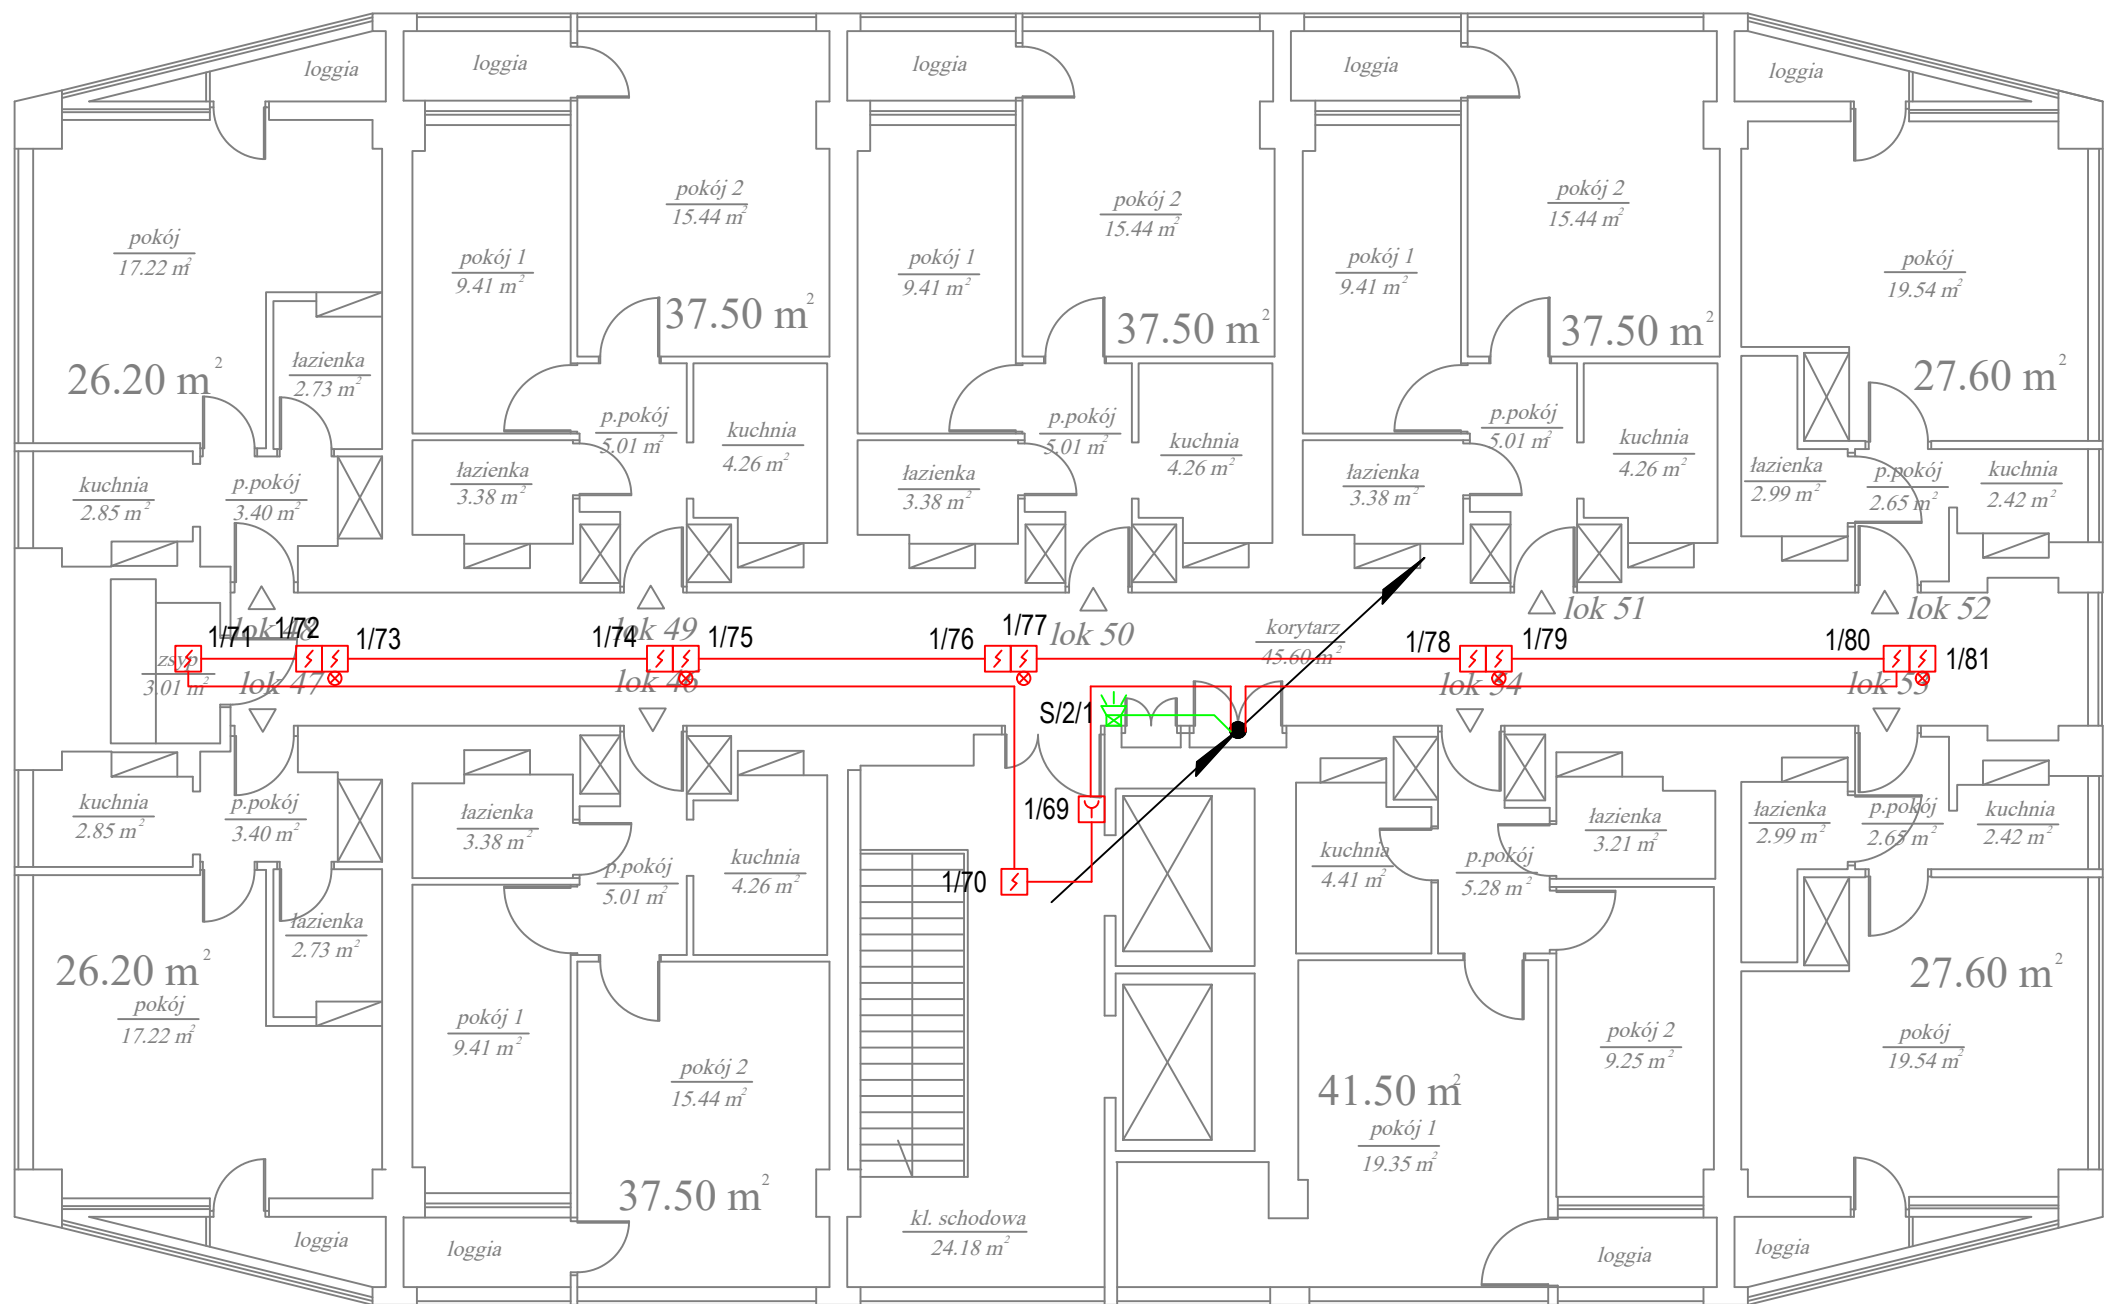 loggia
loggia
loggia
loggia
loggia
pokój
17.22 m²
pokój 1
9.41 m²
pokój 2
15.44 m²
pokój 1
9.41 m²
pokój 2
15.44 m²
pokój 1
9.41 m²
pokój 2
15.44 m²
pokój
19.54 m²
26.20 m²
37.50 m²
37.50 m²
37.50 m²
27.60 m²
łazienka
2.73 m²
kuchnia
2.85 m²
p.pokój
3.40 m²
łazienka
3.38 m²
p.pokój
5.01 m²
kuchnia
4.26 m²
łazienka
3.38 m²
p.pokój
5.01 m²
kuchnia
4.26 m²
łazienka
3.38 m²
p.pokój
5.01 m²
kuchnia
4.26 m²
łazienka
2.99 m²
p.pokój
2.65 m²
kuchnia
2.42 m²
lok 48
lok 49
lok 50
lok 51
lok 52
1/71
1/72
1/73
1/74
1/75
1/76
1/77
1/78
1/79
1/80
1/81
korytarz
45.60 m²
zsyp
3.01 m²
lok 47
lok 46
lok 54
lok 53
S/2/1
1/69
1/70
kuchnia
2.85 m²
p.pokój
3.40 m²
łazienka
3.38 m²
p.pokój
5.01 m²
kuchnia
4.26 m²
kuchnia
4.41 m²
p.pokój
5.28 m²
łazienka
3.21 m²
łazienka
2.99 m²
p.pokój
2.65 m²
kuchnia
2.42 m²
łazienka
2.73 m²
26.20 m²
pokój
17.22 m²
pokój 1
9.41 m²
pokój 2
15.44 m²
37.50 m²
kl. schodowa
24.18 m²
41.50 m²
pokój 1
19.35 m²
pokój 2
9.25 m²
27.60 m²
pokój
19.54 m²
loggia
loggia
loggia
loggia